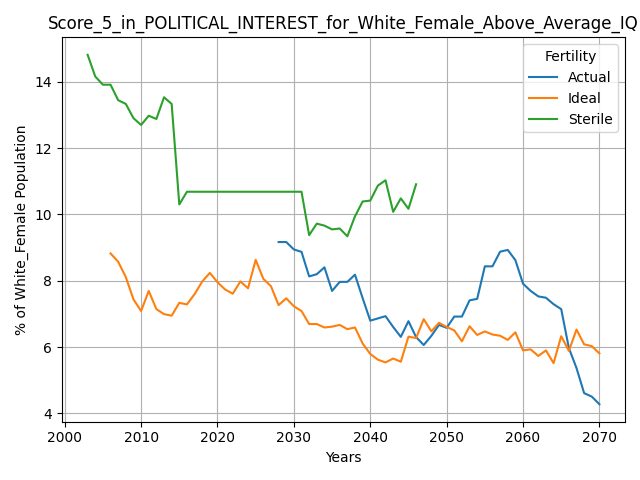 Score_5_in_POLITICAL_INTEREST_for_White_Female_Above_Average_IQ
Fertility
Actual
Ideal
Sterile
% of White_Female Population
14
12
10
8
6
4
2000 2010 2020 2030 2040 2050 2060 2070
Years